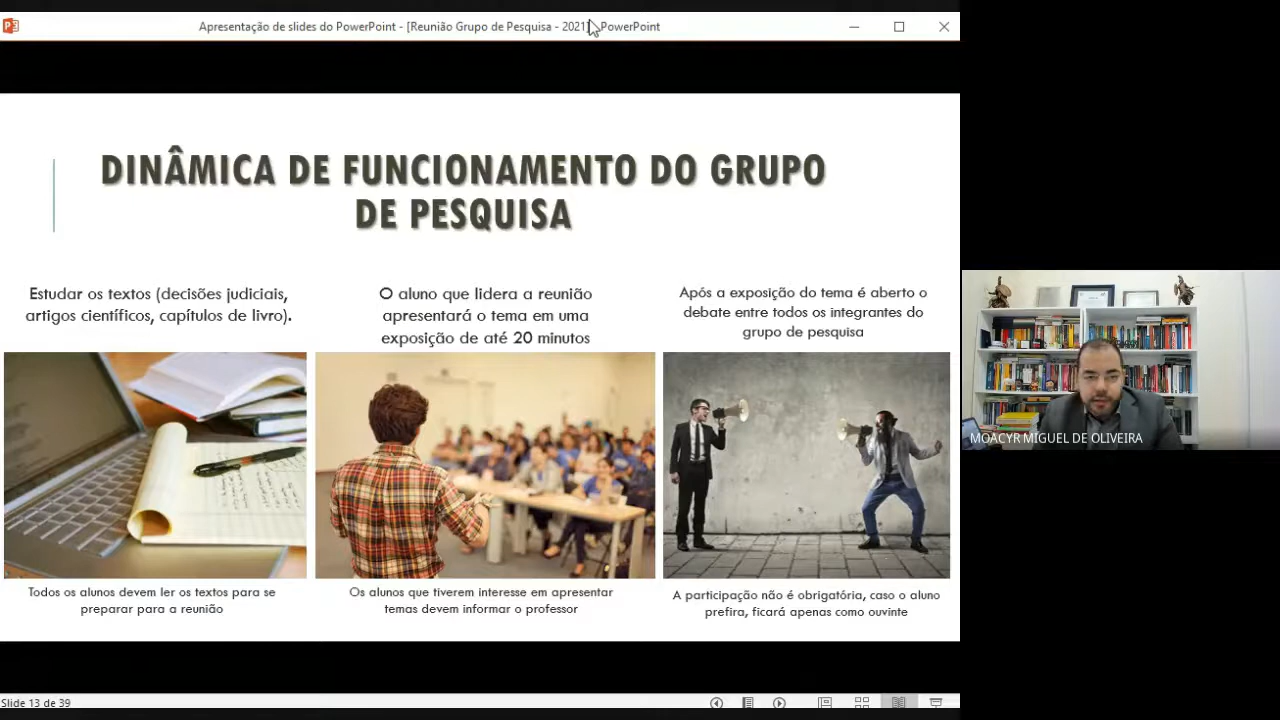 Apresentação de slides do PowerPoint - [Reunião Grupo de Pesquisa - 2021] - PowerPoint
DINÂMICA DE FUNCIONAMENTO DO GRUPO
DE PESQUISA
Estudar os textos (decisões judiciais,
artigos científicos, capítulos de livro).
O aluno que lidera a reunião
apresentará o tema em uma
exposição de até 20 minutos
Após a exposição do tema é aberto o
debate entre todos os integrantes do
grupo de pesquisa
Todos os alunos devem ler os textos para se
preparar para a reunião
Os alunos que tiverem interesse em apresentar
temas devem informar o professor
A participação não é obrigatória, caso o aluno
prefira, ficará apenas como ouvinte
MOACYR MIGUEL DE OLIVEIRA
Slide 13 de 39